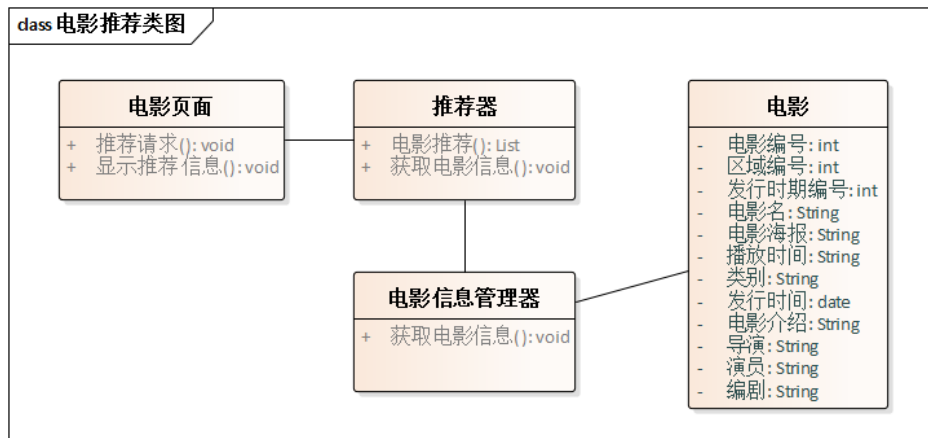 class 电影推荐类图
电影页面
+ 推荐请求(): void
+ 显示推荐信息(): void
推荐器
+ 电影推荐(): List
+ 获取电影信息(): void
电影信息管理器
+ 获取电影信息(): void
电影
- 电影编号: int
- 区域编号: int
- 发行时期编号: int
- 电影名: String
- 电影海报: String
- 播放时间: String
- 类别: String
- 发行时间: date
- 电影介绍: String
- 导演: String
- 演员: String
- 编剧: String